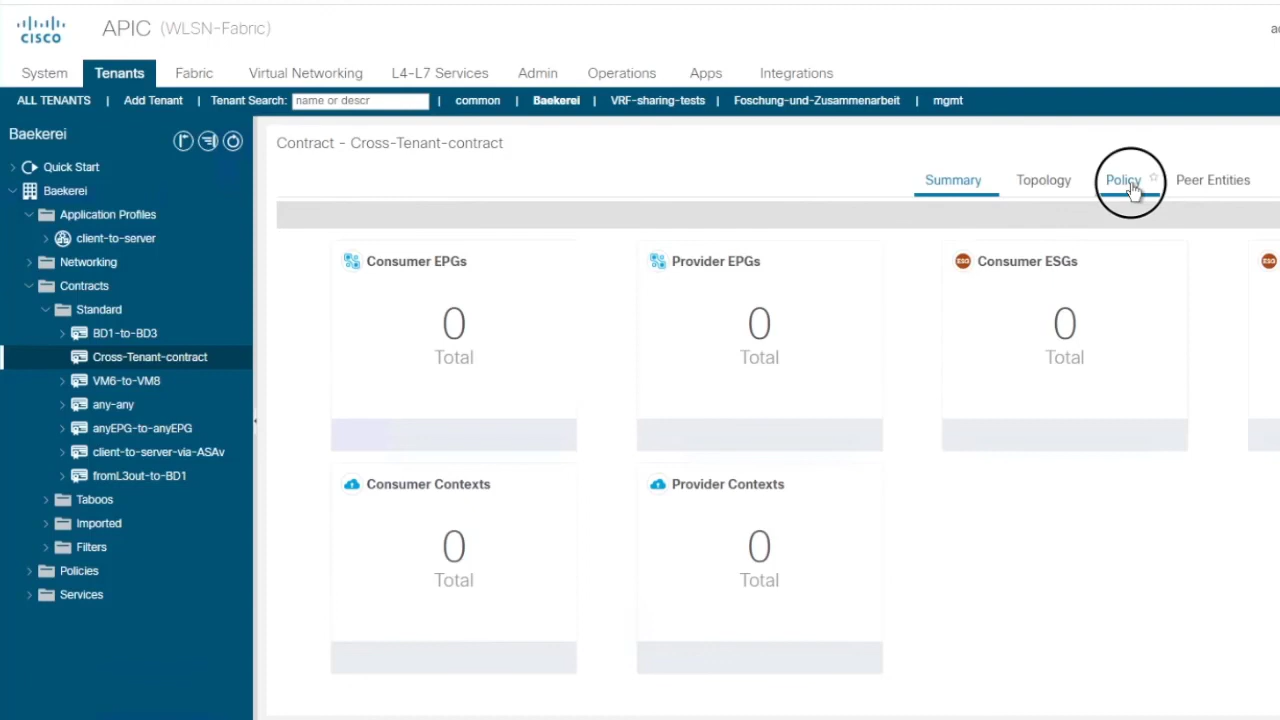 CISCO
APIC (WLSN-Fabric)
System Tenants Fabric Virtual Networking L4-L7 Services Admin Operations Apps Integrations
ALL TENANTS | Add Tenant | Tenant Search: name or descr | common | Baekerei | VRF-sharing-tests | Foschung-und-Zusammenarbeit | mgmt
Baekerei
Quick Start
Baekerei
Application Profiles
client-to-server
Networking
Contracts
Standard
BD1-to-BD3
Cross-Tenant-contract
VM6-to-VM8
any-any
anyEPG-to-anyEPG
client-to-server-via-ASAv
fromL3out-to-BD1
Taboos
Imported
Filters
Policies
Services
Contract - Cross-Tenant-contract
Summary Topology Policy Peer Entities
Consumer EPGs
0
Total
Provider EPGs
0
Total
ESG Consumer ESGs
0
Total
ESG
Consumer Contexts
0
Total
Provider Contexts
0
Total